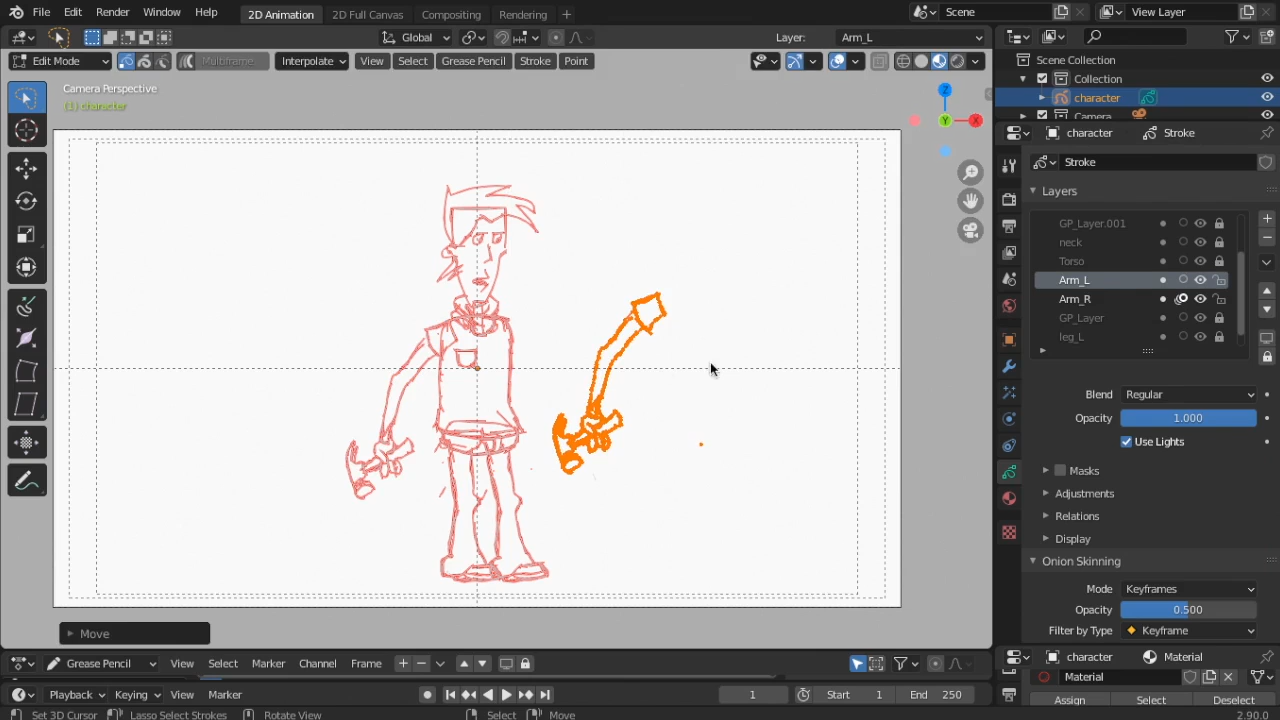 File Edit Render Window Help 2D Animation 2D Full Canvas Compositing Rendering + Scene View Layer
Global Layer: Arm_L
Edit Mode Multiframe Interpolate View Select Grease Pencil Stroke Point
Camera Perspective
(1) character
Scene Collection
Collection
character
Camera
character Stroke
Stroke
Layers
GP_Layer.001
neck
Torso
Arm_L
Arm_R
GP_Layer
leg_L
Blend Regular
Opacity 1.000
Use Lights
Masks
Adjustments
Relations
Display
Onion Skinning
Mode Keyframes
Opacity 0.500
Filter by Type Keyframe
Move
Grease Pencil View Select Marker Channel Frame
character Material
Material
Playback Keying View Marker 1 Start 1 End 250
Assign Select Deselect
Set 3D Cursor Lasso Select Strokes Rotate View Select Move 2.90.0
Z
Y
X